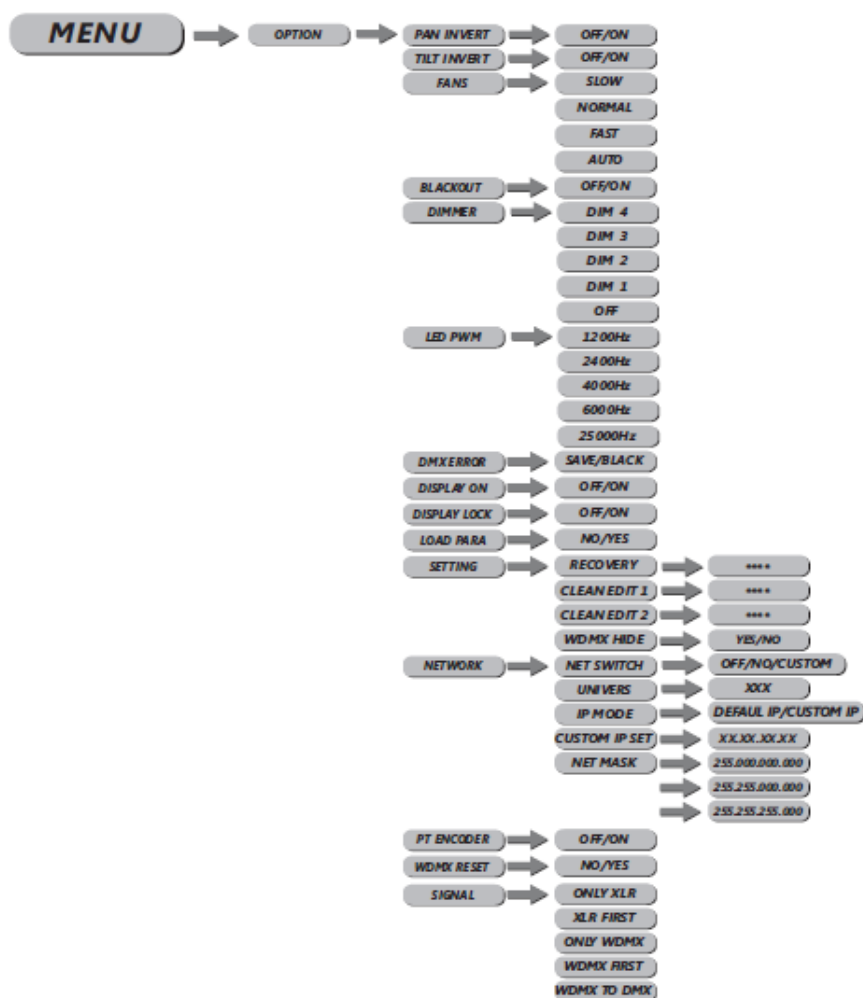 MENU OPTION PAN INVERT OFF/ON
TILT INVERT OFF/ON
FANS SLOW
NORMAL
FAST
AUTO
BLACKOUT OFF/ON
DIMMER DIM 4
DIM 3
DIM 2
DIM 1
OFF
LED PWM 1200Hz
2400Hz
4000Hz
6000Hz
25000Hz
DMX ERROR SAVE/BLACK
DISPLAY ON OFF/ON
DISPLAY LOCK OFF/ON
LOAD PARA NO/YES
SETTING RECOVERY ****
CLEAN EDIT 1 ****
CLEAN EDIT 2 ****
WDMX HIDE YES/NO
NETWORK NET SWITCH OFF/NO/CUSTOM
UNIVERS XXX
IP MODE DEFAUL IP/CUSTOM IP
CUSTOM IP SET XX.XX.XX.XX
NET MASK 255.000.000.000
255.255.000.000
255.255.255.000
PT ENCODER OFF/ON
WDMX RESET NO/YES
SIGNAL ONLY XLR
XLR FIRST
ONLY WDMX
WDMX FIRST
WDMX TO DMX